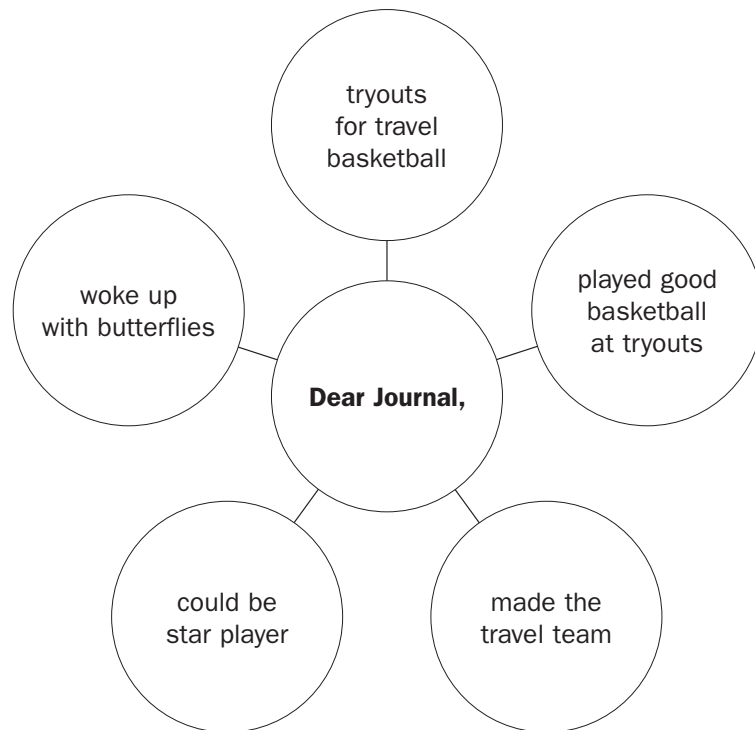 tryouts
for travel
basketball
woke up
with butterflies
played good
basketball
at tryouts
Dear Journal,
could be
star player
made the
travel team